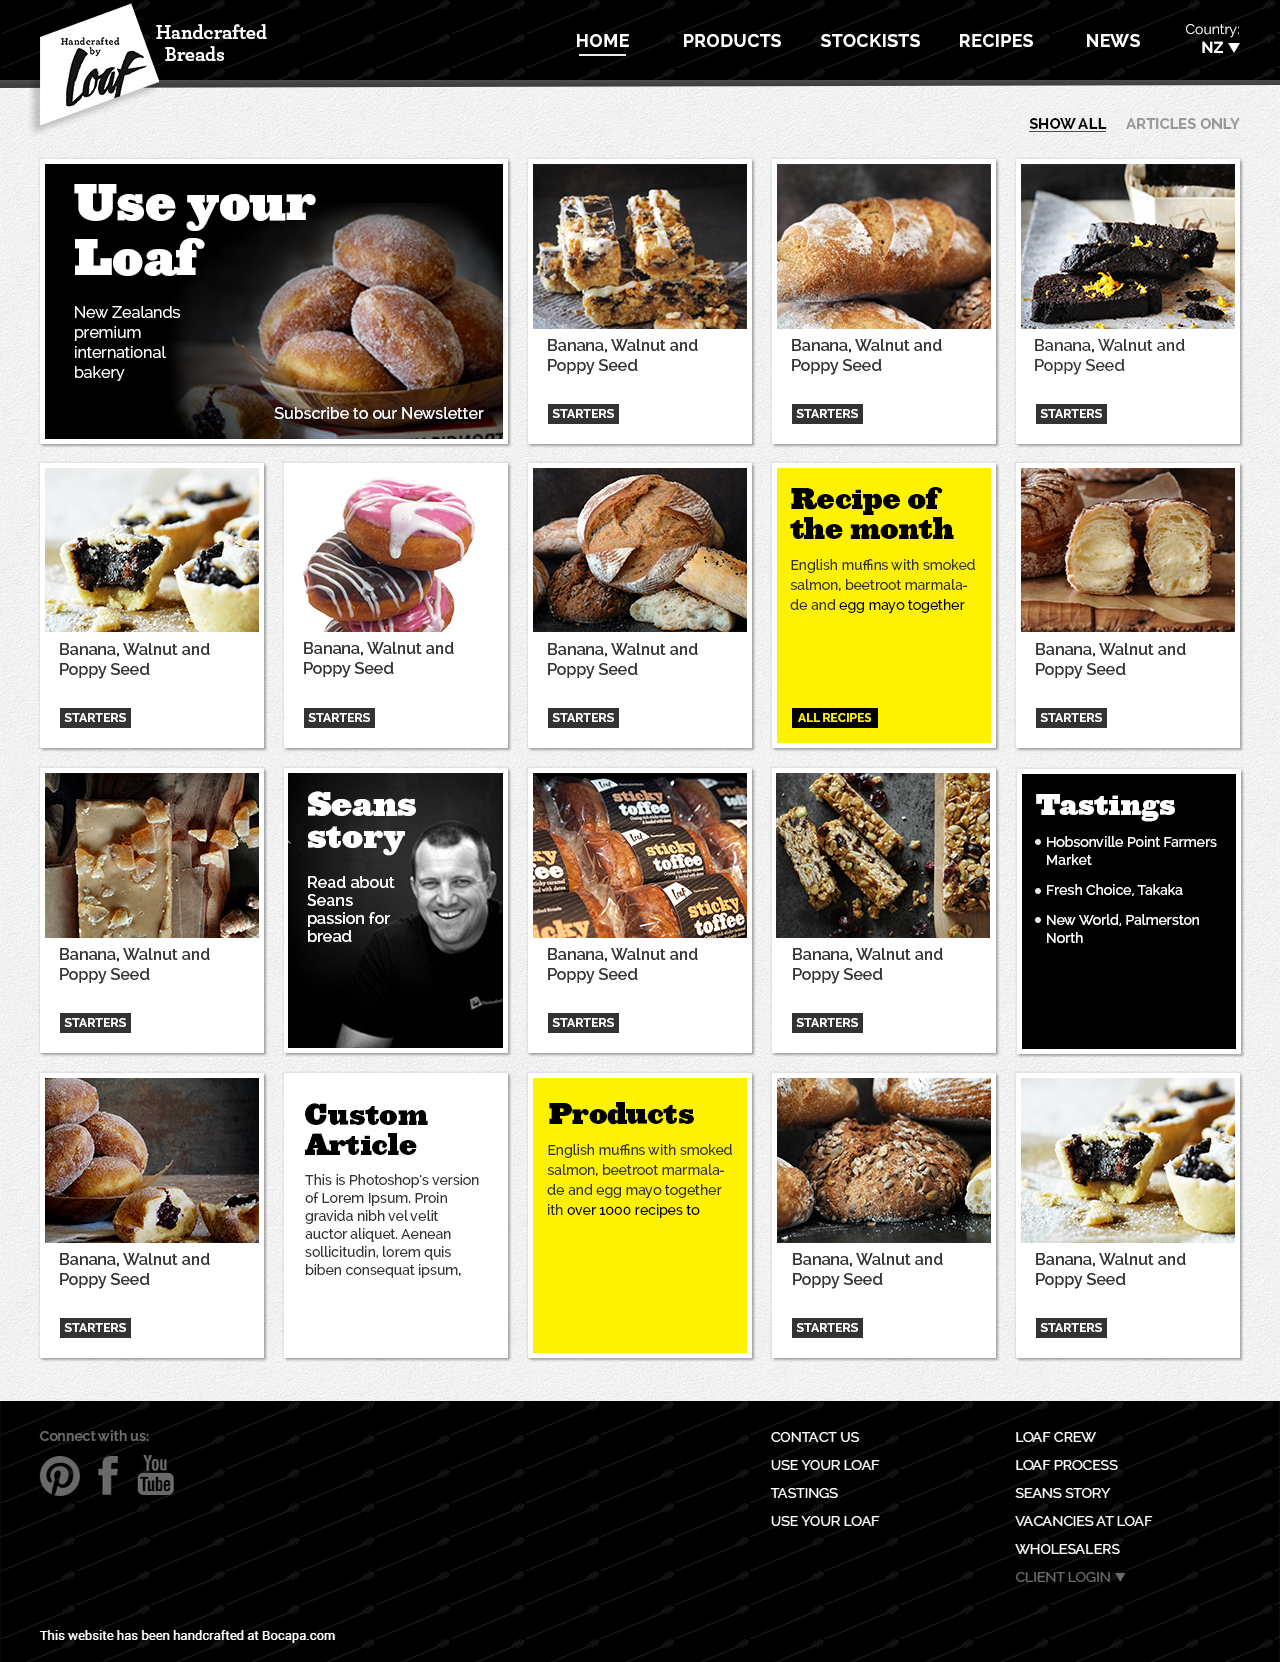 Handcrafted
by
Loaf
Handcrafted
Breads
HOME
PRODUCTS
STOCKISTS
RECIPES
NEWS
Country:
NZ ▼
SHOW ALL
ARTICLES ONLY
Use your
Loaf
New Zealands
premium
international
bakery
Subscribe to our Newsletter
Banana, Walnut and
Poppy Seed
STARTERS
Banana, Walnut and
Poppy Seed
STARTERS
Banana, Walnut and
Poppy Seed
STARTERS
Banana, Walnut and
Poppy Seed
STARTERS
Banana, Walnut and
Poppy Seed
STARTERS
Banana, Walnut and
Poppy Seed
STARTERS
Recipe of
the month
English muffins with smoked
salmon, beetroot marmala-
de and egg mayo together
ALL RECIPES
Banana, Walnut and
Poppy Seed
STARTERS
Banana, Walnut and
Poppy Seed
STARTERS
Seans
story
Read about
Seans
passion for
bread
sticky
toffee
sticky
toffee
sticky
toffee
Banana, Walnut and
Poppy Seed
STARTERS
Banana, Walnut and
Poppy Seed
STARTERS
Tastings
• Hobsonville Point Farmers
Market
• Fresh Choice, Takaka
• New World, Palmerston
North
Banana, Walnut and
Poppy Seed
STARTERS
Custom
Article
This is Photoshop's version
of Lorem Ipsum. Proin
gravida nibh vel velit
auctor aliquet. Aenean
sollicitudin, lorem quis
biben consequat ipsum,
Products
English muffins with smoked
salmon, beetroot marmala-
de and egg mayo together
ith over 1000 recipes to
Banana, Walnut and
Poppy Seed
STARTERS
Banana, Walnut and
Poppy Seed
STARTERS
Connect with us:
You
Tube
CONTACT US
USE YOUR LOAF
TASTINGS
USE YOUR LOAF
LOAF CREW
LOAF PROCESS
SEANS STORY
VACANCIES AT LOAF
WHOLESALERS
CLIENT LOGIN ▼
This website has been handcrafted at Bocapa.com